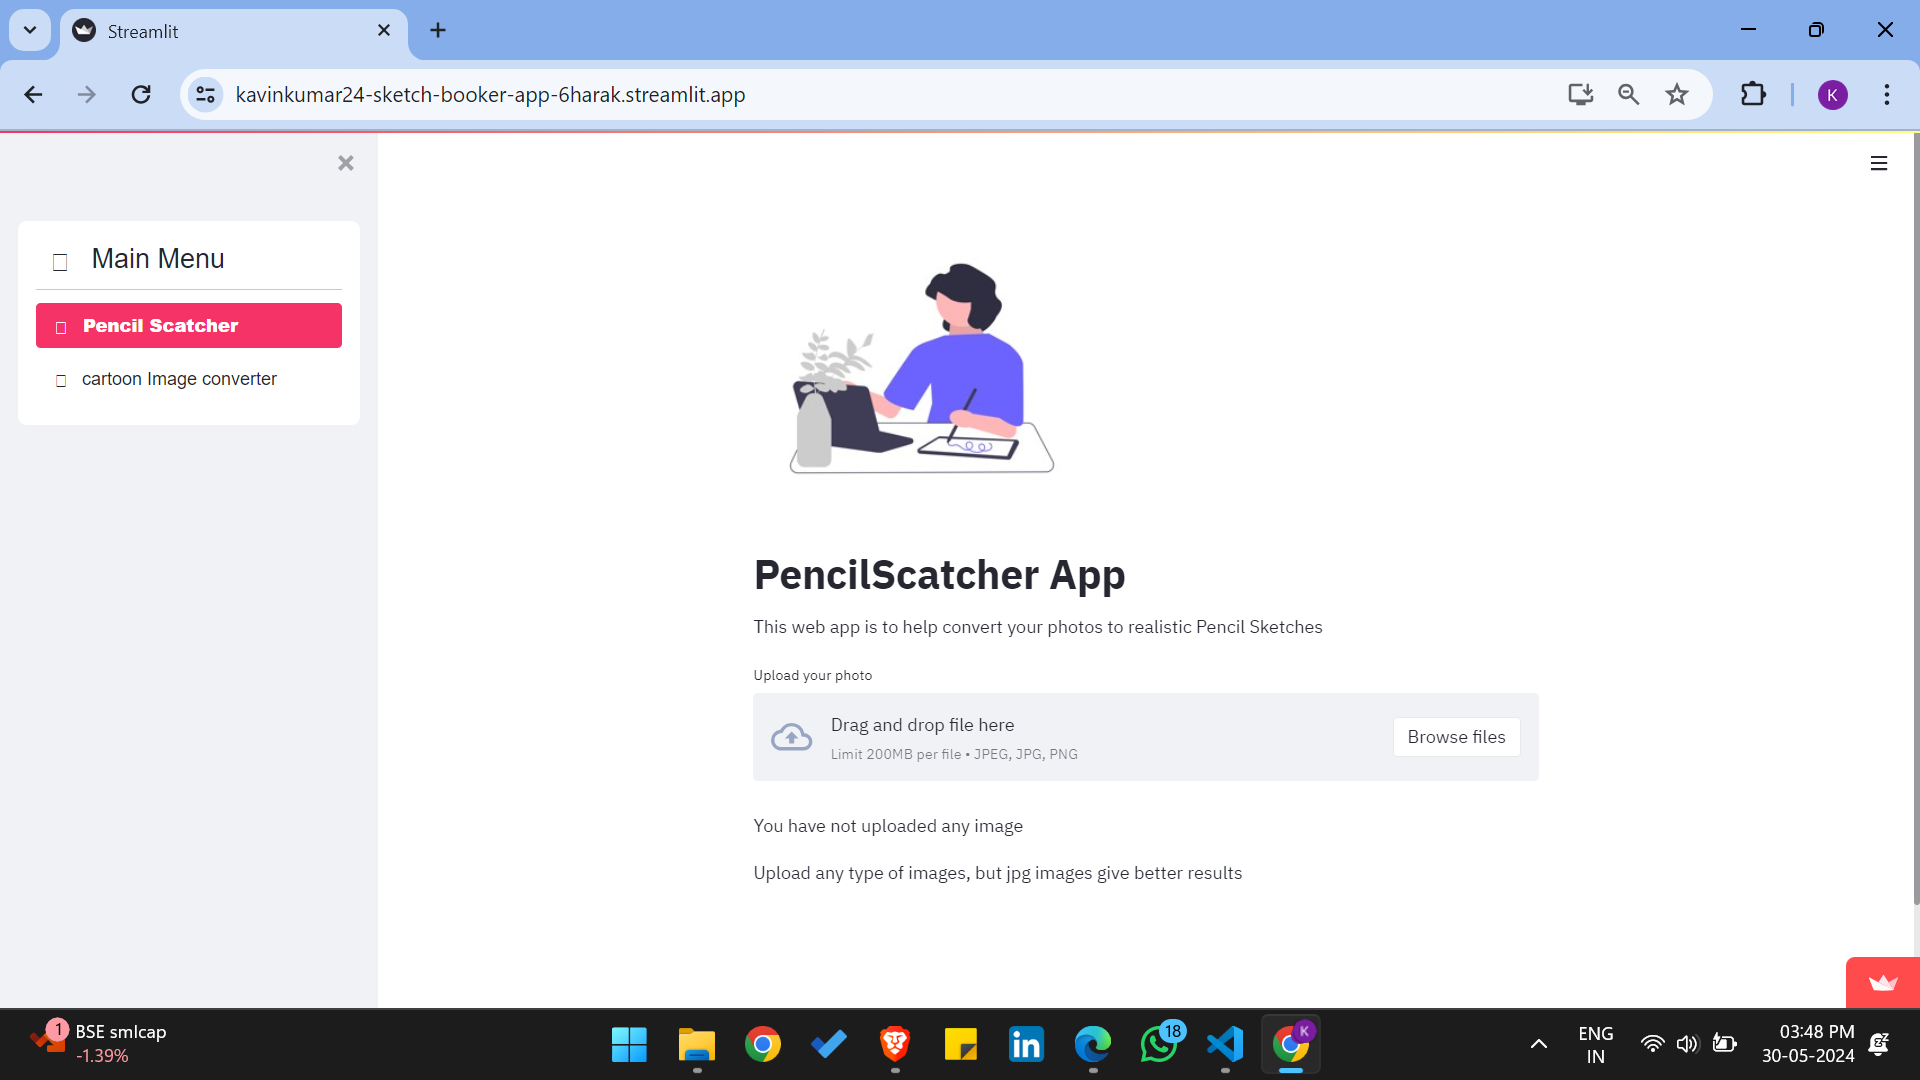 Streamlit
kavinkumar24-sketch-booker-app-6harak.streamlit.app
K
Main Menu
Pencil Scatcher
cartoon Image converter
PencilScatcher App
This web app is to help convert your photos to realistic Pencil Sketches
Upload your photo
Drag and drop file here
Limit 200MB per file • JPEG, JPG, PNG
Browse files
You have not uploaded any image
Upload any type of images, but jpg images give better results
1
BSE smlcap
-1.39%
in
18
K
ENG
IN
03:48 PM
30-05-2024